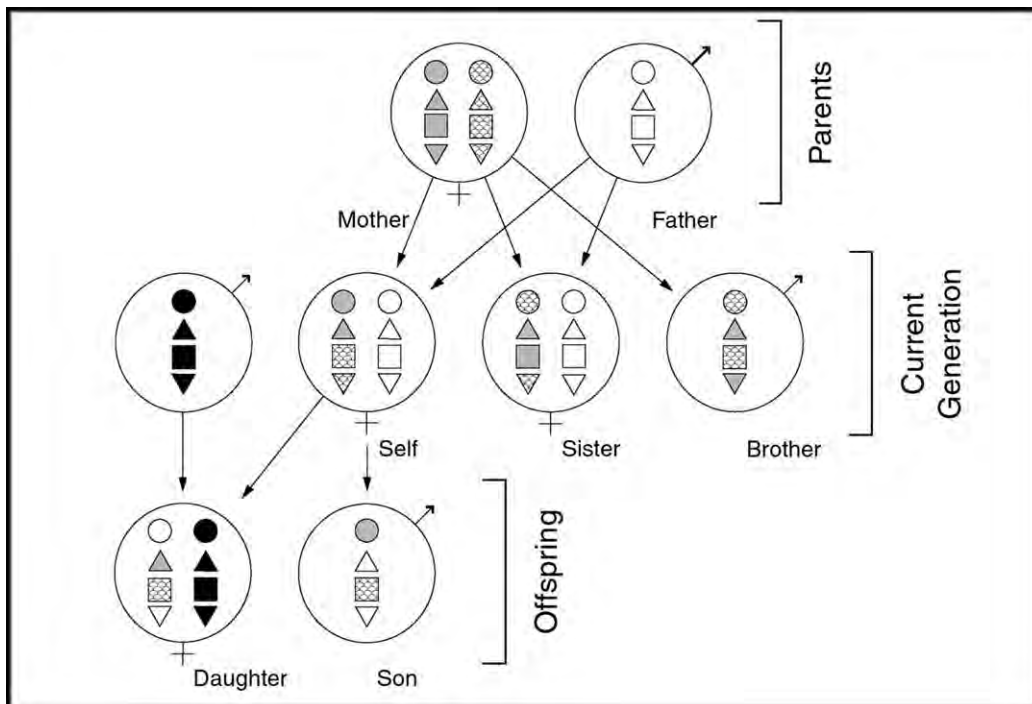 Parents
Mother
Father
Current
Generation
Self
Sister
Brother
Offspring
Daughter
Son